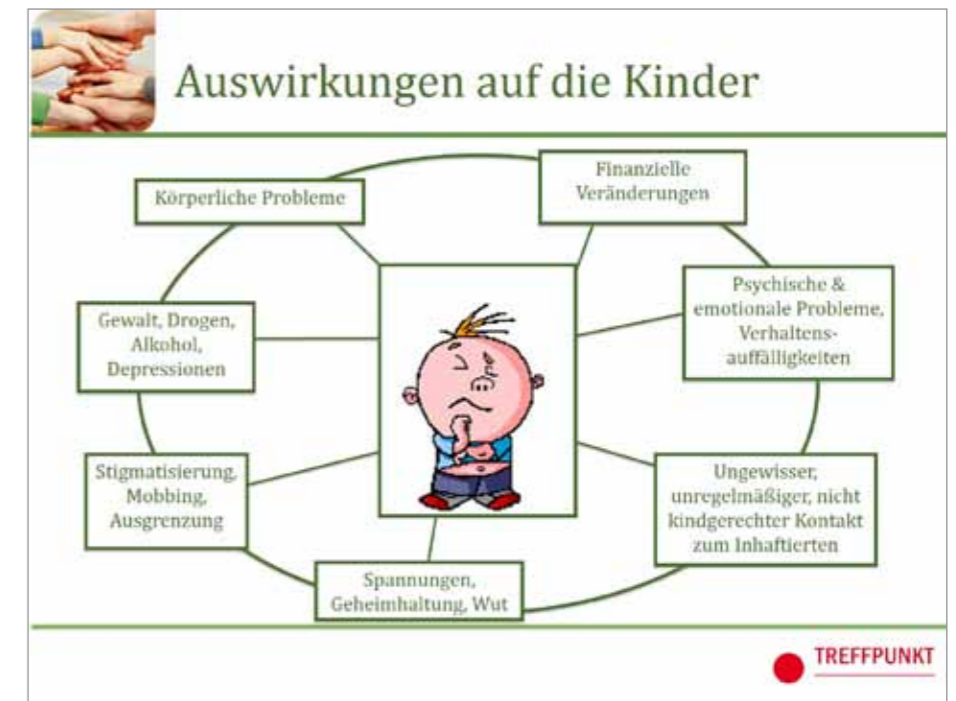 Auswirkungen auf die Kinder
Körperliche Probleme
Finanzielle
Veränderungen
Psychische &
emotionale Probleme,
Verhaltens-
auffälligkeiten
Ungewisser,
unregelmäßiger, nicht
kindgerechter Kontakt
zum Inhaftierten
Spannungen,
Geheimhaltung, Wut
Stigmatisierung,
Mobbing,
Ausgrenzung
Gewalt, Drogen,
Alkohol,
Depressionen
TREFFPUNKT